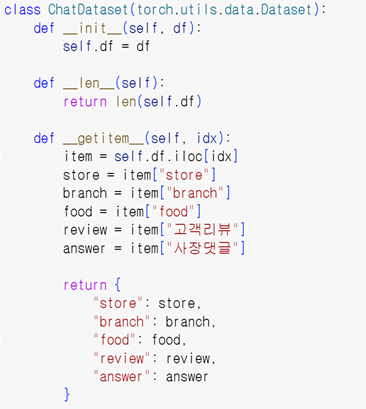 class ChatDataset(torch.utils.data.Dataset):
    def __init__(self, df):
        self.df = df

    def __len__(self):
        return len(self.df)

    def __getitem__(self, idx):
        item = self.df.iloc[idx]
        store = item["store"]
        branch = item["branch"]
        food = item["food"]
        review = item["고객리뷰"]
        answer = item["사장댓글"]

        return {
            "store": store,
            "branch": branch,
            "food": food,
            "review": review,
            "answer": answer
        }